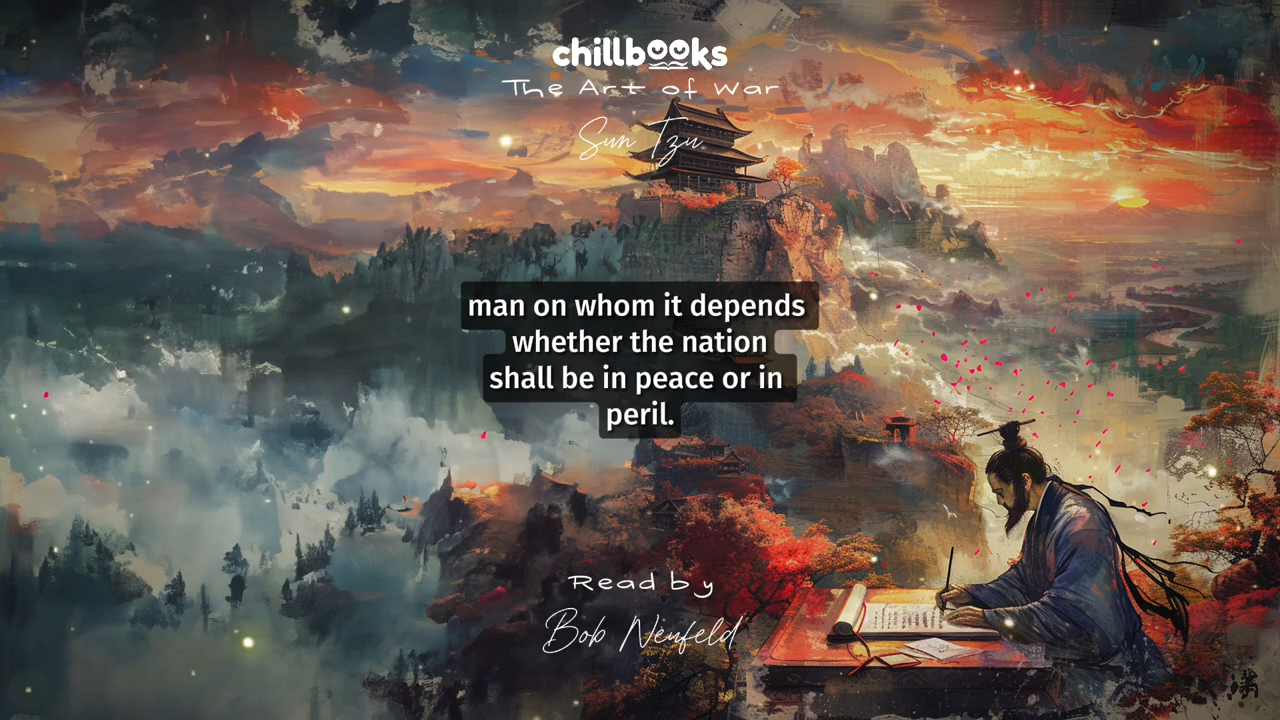 chillbooks
The Art of War
Sun Tzu
man on whom it depends
whether the nation
shall be in peace or in
peril.
Read by
Bob Neufeld